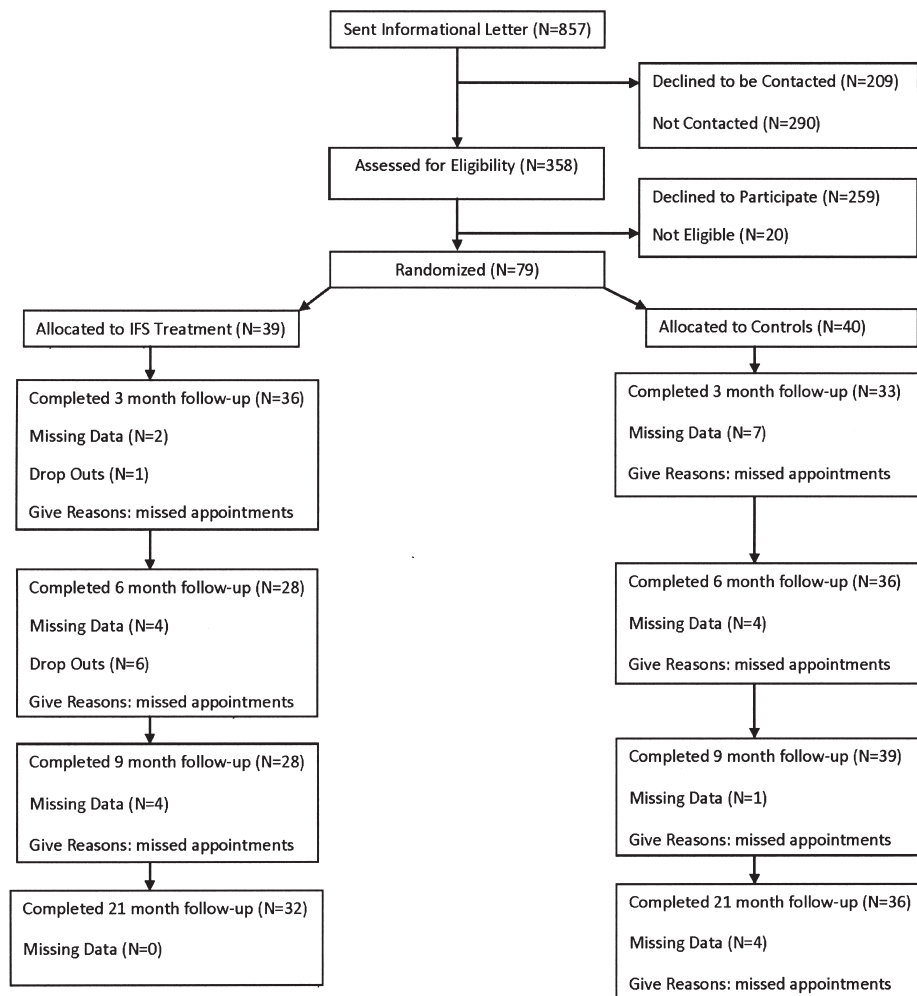 Sent Informational Letter (N=857)
Declined to be Contacted (N=209)
Not Contacted (N=290)
Assessed for Eligibility (N=358)
Declined to Participate (N=259)
Not Eligible (N=20)
Randomized (N=79)
Allocated to IFS Treatment (N=39)
Completed 3 month follow-up (N=36)
Missing Data (N=2)
Drop Outs (N=1)
Give Reasons: missed appointments
Completed 6 month follow-up (N=28)
Missing Data (N=4)
Drop Outs (N=6)
Give Reasons: missed appointments
Completed 9 month follow-up (N=28)
Missing Data (N=4)
Give Reasons: missed appointments
Completed 21 month follow-up (N=32)
Missing Data (N=0)
Allocated to Controls (N=40)
Completed 3 month follow-up (N=33)
Missing Data (N=7)
Give Reasons: missed appointments
Completed 6 month follow-up (N=36)
Missing Data (N=4)
Give Reasons: missed appointments
Completed 9 month follow-up (N=39)
Missing Data (N=1)
Give Reasons: missed appointments
Completed 21 month follow-up (N=36)
Missing Data (N=4)
Give Reasons: missed appointments